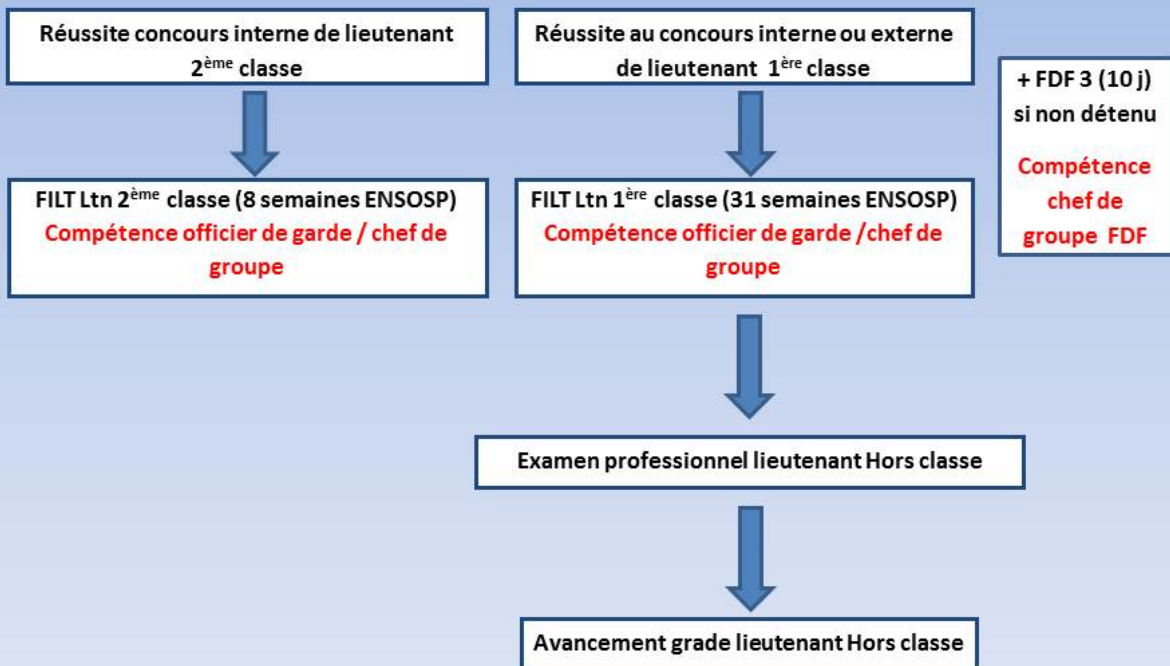 Réussite concours interne de lieutenant
2ème classe
Réussite au concours interne ou externe
de lieutenant 1ère classe
+ FDF 3 (10 j)
si non détenu
Compétence
chef de
groupe FDF
FILT Ltn 2ème classe (8 semaines ENSOSP)
Compétence officier de garde / chef de
groupe
FILT Ltn 1ère classe (31 semaines ENSOSP)
Compétence officier de garde /chef de
groupe
Examen professionnel lieutenant Hors classe
Avancement grade lieutenant Hors classe